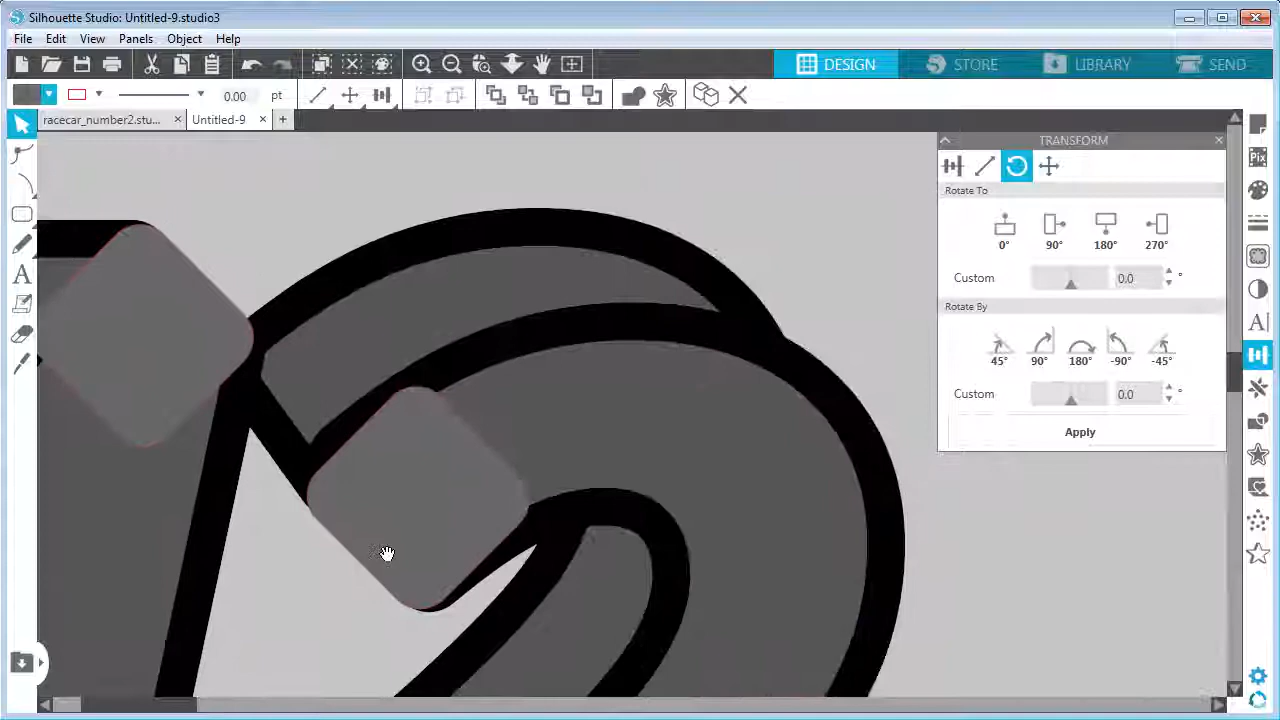 Silhouette Studio: Untitled-9.studio3
File Edit View Panels Object Help
DESIGN STORE LIBRARY SEND
0.00 pt
racecar_number2.stu... × Untitled-9 × +
TRANSFORM
Rotate To
0° 90° 180° 270°
Custom 0.0 °
Rotate By
45° 90° 180° -90° -45°
Custom 0.0 °
Apply